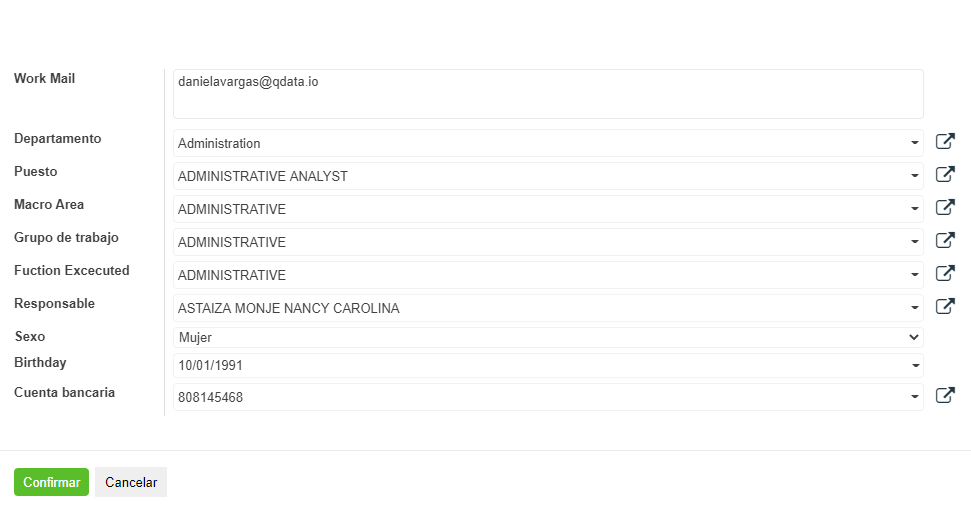 Work Mail danielavargas@qdata.io
Departamento Administration
Puesto ADMINISTRATIVE ANALYST
Macro Area ADMINISTRATIVE
Grupo de trabajo ADMINISTRATIVE
Fuction Excecuted ADMINISTRATIVE
Responsable ASTAIZA MONJE NANCY CAROLINA
Sexo Mujer
Birthday 10/01/1991
Cuenta bancaria 808145468
Confirmar Cancelar